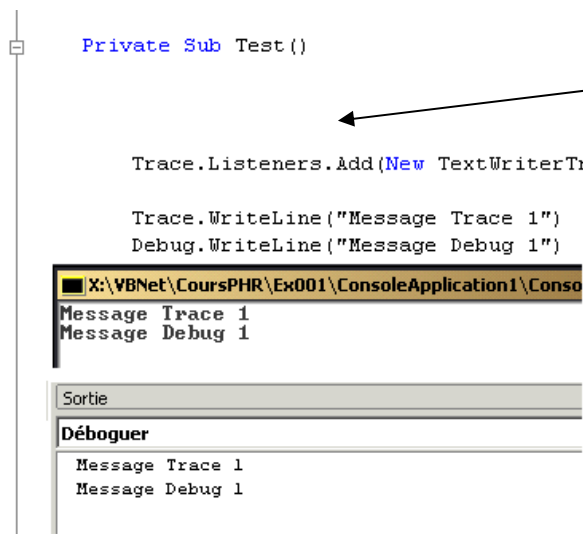 Private Sub Test()
Trace.Listeners.Add(New TextWriterTr
Trace.WriteLine("Message Trace 1")
Debug.WriteLine("Message Debug 1")
X:\VBNet\CoursPHR\Ex001\ConsoleApplication1\Conso
Message Trace 1
Message Debug 1
Sortie
Déboguer
Message Trace 1
Message Debug 1